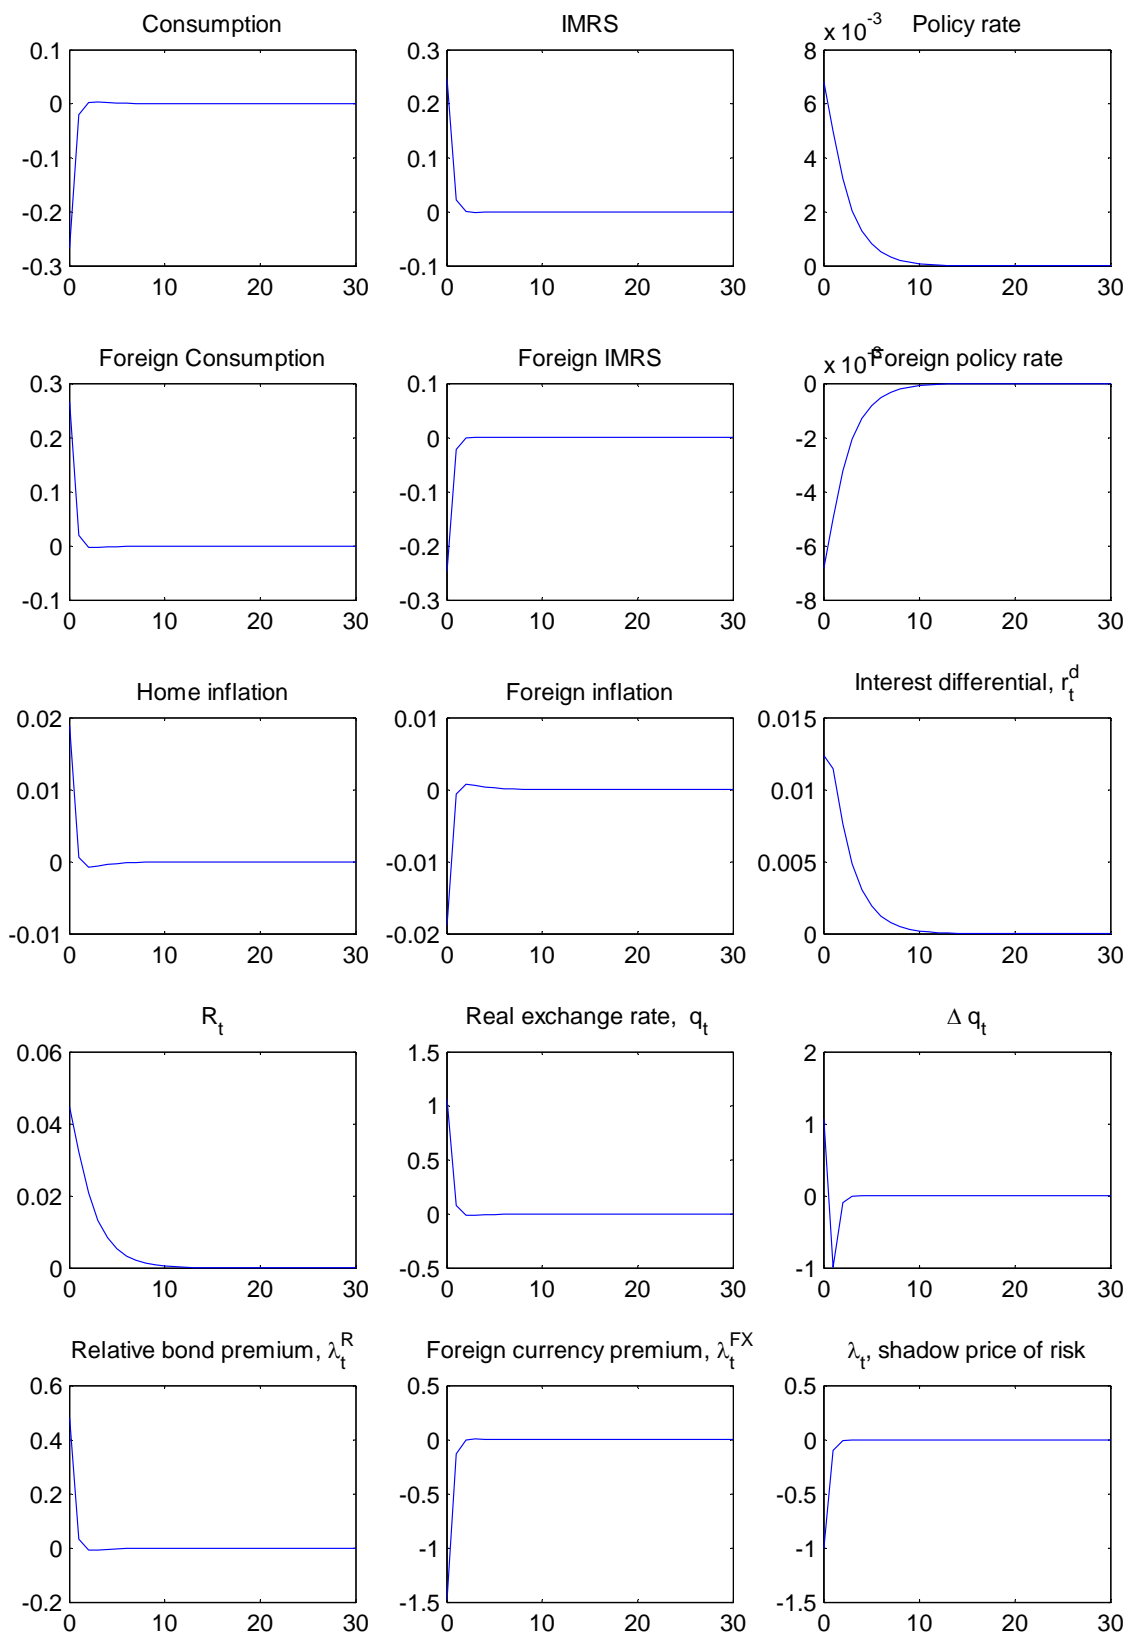 Consumption
0.1
0
-0.1
-0.2
-0.3
0 10 20 30
IMRS
0.3
0.2
0.1
0
-0.1
0 10 20 30
Policy rate
x 10^-3
8
6
4
2
0
0 10 20 30
Foreign Consumption
0.3
0.2
0.1
0
-0.1
0 10 20 30
Foreign IMRS
0.1
0
-0.1
-0.2
-0.3
0 10 20 30
Foreign policy rate
x 10^-3
0
-2
-4
-6
-8
0 10 20 30
Home inflation
0.02
0.01
0
-0.01
0 10 20 30
Foreign inflation
0.01
0
-0.01
-0.02
0 10 20 30
Interest differential, r_t^d
0.015
0.01
0.005
0
0 10 20 30
R_t
0.06
0.04
0.02
0
0 10 20 30
Real exchange rate, q_t
1.5
1
0.5
0
-0.5
0 10 20 30
Δ q_t
2
1
0
-1
0 10 20 30
Relative bond premium, λ_t^R
0.6
0.4
0.2
0
-0.2
0 10 20 30
Foreign currency premium, λ_t^FX
0.5
0
-0.5
-1
-1.5
0 10 20 30
λ_t, shadow price of risk
0.5
0
-0.5
-1
-1.5
0 10 20 30